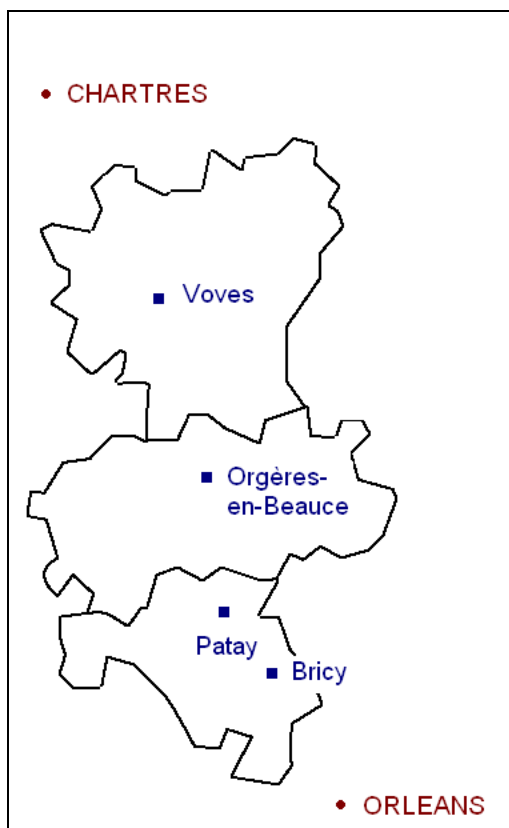 CHARTRES
Voves
Orgères-
en-Beauce
Patay
Bricy
ORLEANS